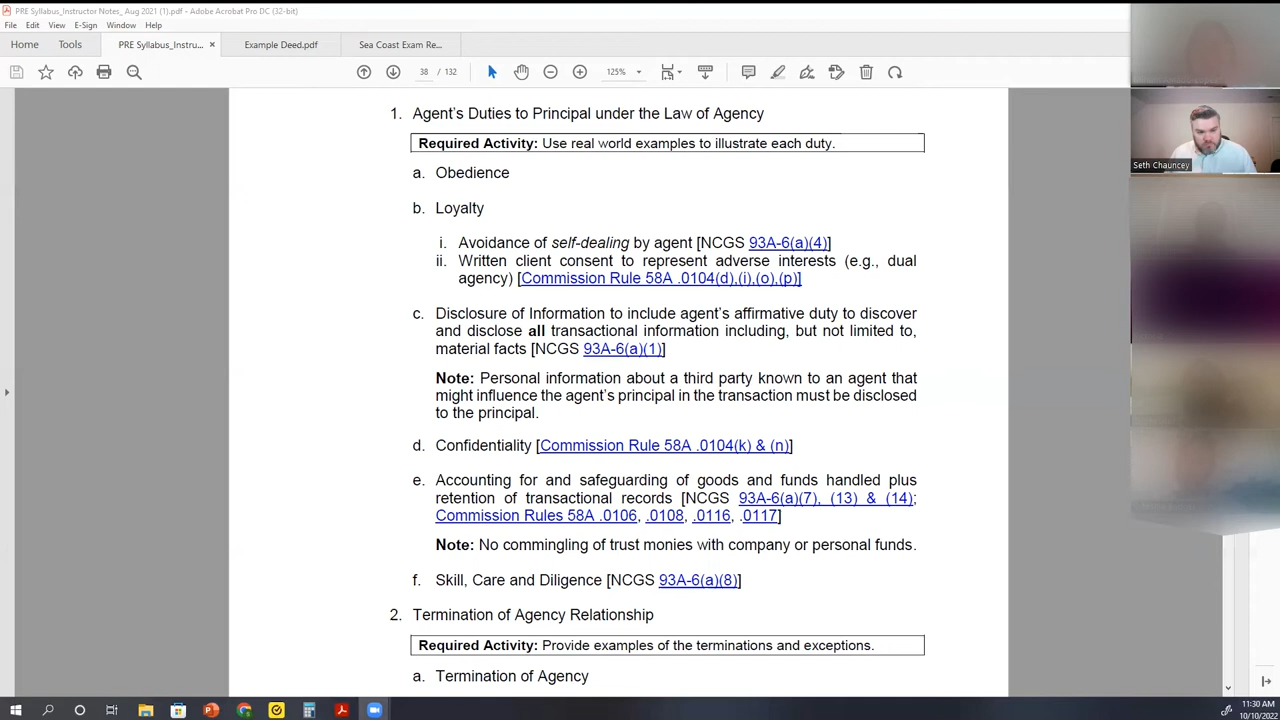 PRE Syllabus_Instructor Notes_ Aug 2021 (1).pdf - Adobe Acrobat Pro DC (32-bit)
File Edit View E-Sign Window Help
Home Tools PRE Syllabus_Instru... × Example Deed.pdf Sea Coast Exam Re...
38 / 132 125%
1. Agent's Duties to Principal under the Law of Agency
Required Activity: Use real world examples to illustrate each duty.
a. Obedience
b. Loyalty
i. Avoidance of self-dealing by agent [NCGS 93A-6(a)(4)]
ii. Written client consent to represent adverse interests (e.g., dual
agency) [Commission Rule 58A .0104(d),(i),(o),(p)]
c. Disclosure of Information to include agent's affirmative duty to discover
and disclose all transactional information including, but not limited to,
material facts [NCGS 93A-6(a)(1)]
Note: Personal information about a third party known to an agent that
might influence the agent's principal in the transaction must be disclosed
to the principal.
d. Confidentiality [Commission Rule 58A .0104(k) & (n)]
e. Accounting for and safeguarding of goods and funds handled plus
retention of transactional records [NCGS 93A-6(a)(7), (13) & (14);
Commission Rules 58A .0106, .0108, .0116, .0117]
Note: No commingling of trust monies with company or personal funds.
f. Skill, Care and Diligence [NCGS 93A-6(a)(8)]
2. Termination of Agency Relationship
Required Activity: Provide examples of the terminations and exceptions.
a. Termination of Agency
Seth Chauncey
11:30 AM
10/10/2022